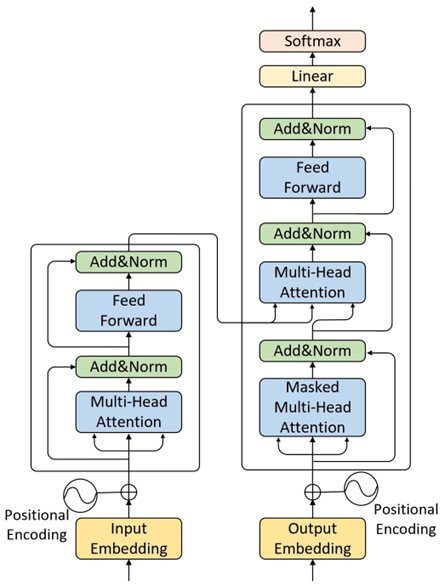 Softmax
Linear
Add&Norm
Feed
Forward
Add&Norm
Multi-Head
Attention
Add&Norm
Masked
Multi-Head
Attention
Add&Norm
Feed
Forward
Add&Norm
Multi-Head
Attention
Positional
Encoding
Input
Embedding
Output
Embedding
Positional
Encoding